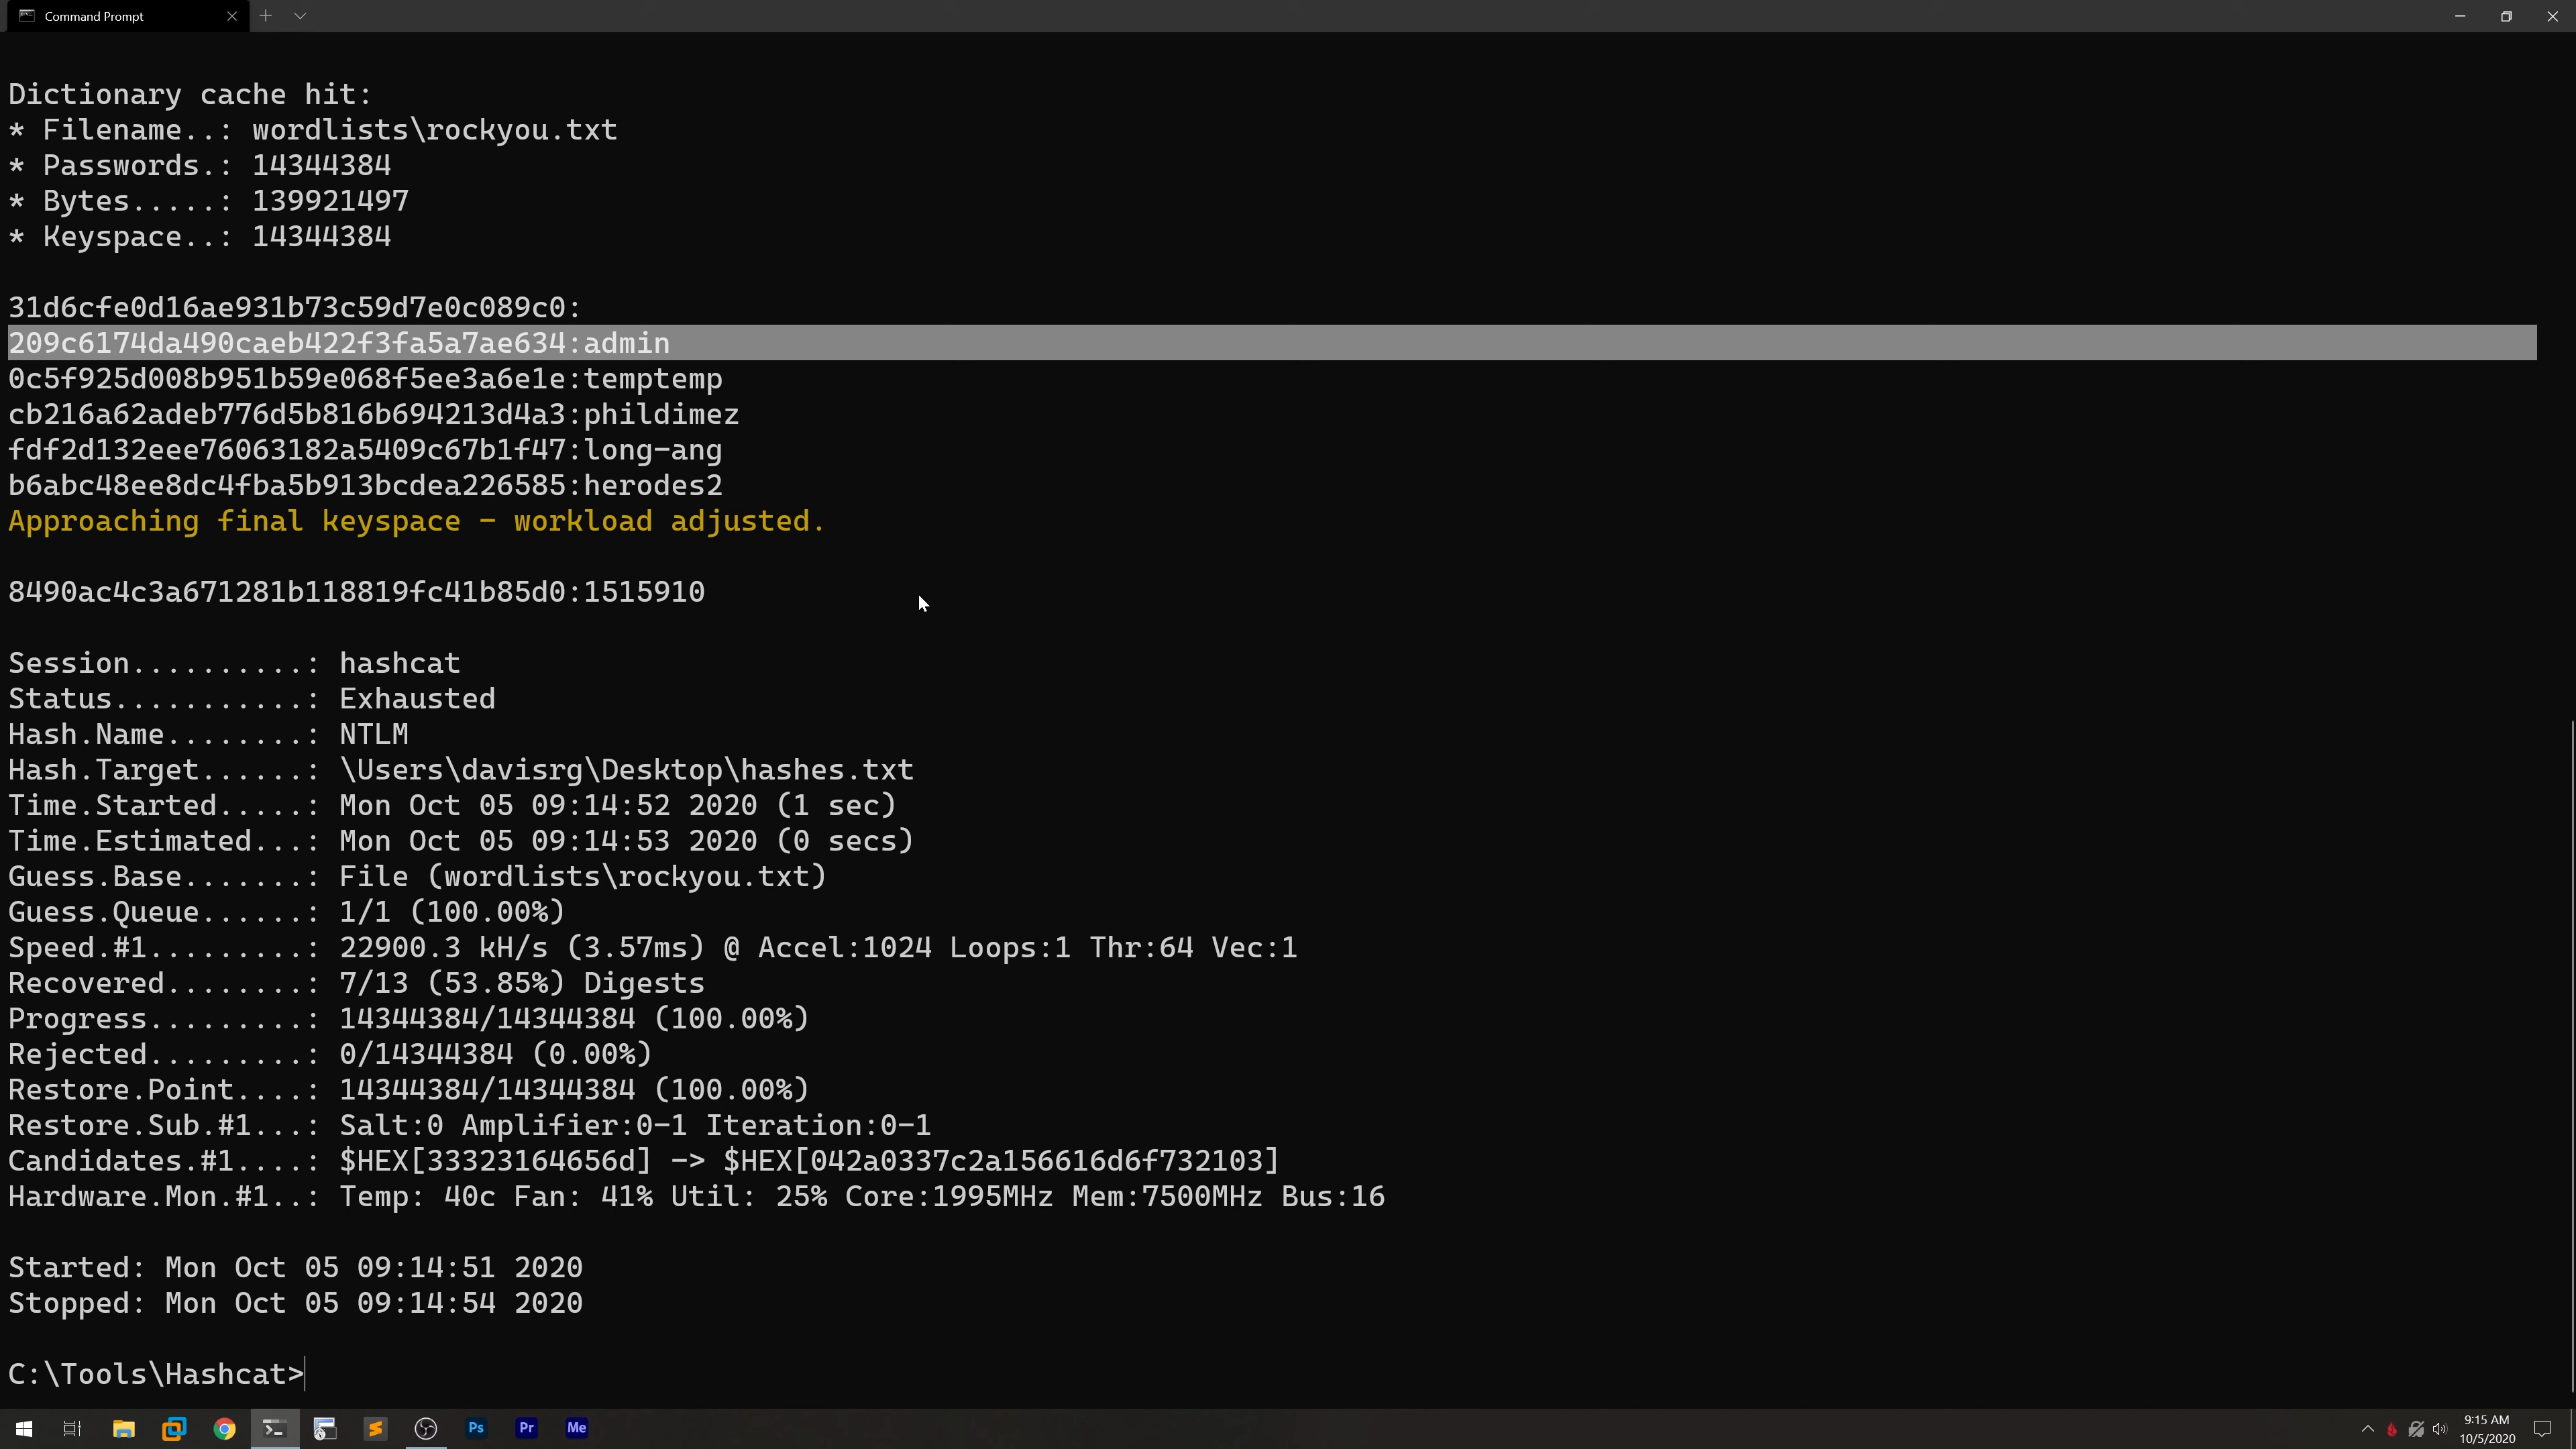 Command Prompt
Dictionary cache hit:
* Filename..: wordlists\rockyou.txt
* Passwords.: 14344384
* Bytes.....: 139921497
* Keyspace..: 14344384
31d6cfe0d16ae931b73c59d7e0c089c0:
209c6174da490caeb422f3fa5a7ae634:admin
0c5f925d008b951b59e068f5ee3a6e1e:temptemp
cb216a62adeb776d5b816b694213d4a3:phildimez
fdf2d132eee76063182a5409c67b1f47:long-ang
b6abc48ee8dc4fba5b913bcdea226585:herodes2
Approaching final keyspace - workload adjusted.
8490ac4c3a671281b118819fc41b85d0:1515910
Session..........: hashcat
Status...........: Exhausted
Hash.Name........: NTLM
Hash.Target......: \Users\davisrg\Desktop\hashes.txt
Time.Started.....: Mon Oct 05 09:14:52 2020 (1 sec)
Time.Estimated...: Mon Oct 05 09:14:53 2020 (0 secs)
Guess.Base.......: File (wordlists\rockyou.txt)
Guess.Queue......: 1/1 (100.00%)
Speed.#1.........: 22900.3 kH/s (3.57ms) @ Accel:1024 Loops:1 Thr:64 Vec:1
Recovered........: 7/13 (53.85%) Digests
Progress.........: 14344384/14344384 (100.00%)
Rejected.........: 0/14344384 (0.00%)
Restore.Point....: 14344384/14344384 (100.00%)
Restore.Sub.#1...: Salt:0 Amplifier:0-1 Iteration:0-1
Candidates.#1....: $HEX[33323164656d] -> $HEX[042a0337c2a156616d6f732103]
Hardware.Mon.#1..: Temp: 40c Fan: 41% Util: 25% Core:1995MHz Mem:7500MHz Bus:16
Started: Mon Oct 05 09:14:51 2020
Stopped: Mon Oct 05 09:14:54 2020
C:\Tools\Hashcat>
Ps Pr Me
9:15 AM
10/5/2020